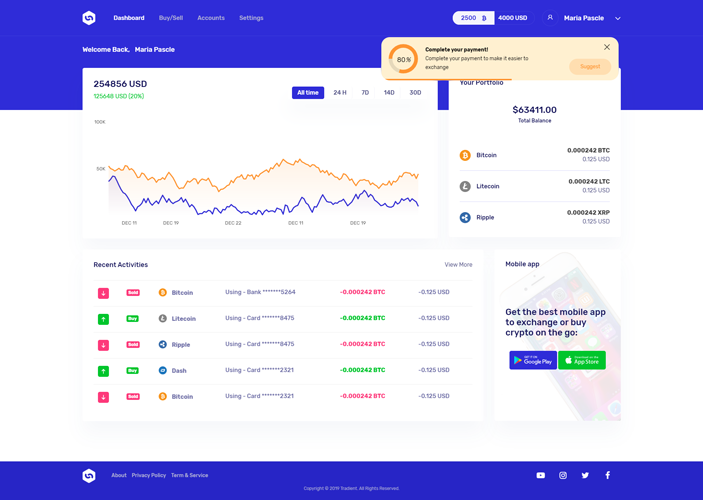 Dashboard Buy/Sell Accounts Settings 2500 4000 USD Maria Pascle
Welcome Back, Maria Pascle
80% Complete your payment!
Complete your payment to make it easier to
exchange
Suggest
254856 USD
125648 USD (20%)
All time 24 H 7D 14D 30D
100K
50K
DEC 11 DEC 19 DEC 22 DEC 11 DEC 19
Your Portfolio
$63411.00
Total Balance
Bitcoin 0.000242 BTC
0.125 USD
Litecoin 0.000242 LTC
0.125 USD
Ripple 0.000242 XRP
0.125 USD
Recent Activities View More
Sold Bitcoin Using - Bank *******5264 -0.000242 BTC -0.125 USD
Buy Litecoin Using - Card *******8475 -0.000242 BTC -0.125 USD
Sold Ripple Using - Card *******8475 -0.000242 BTC -0.125 USD
Buy Dash Using - Card *******2321 -0.000242 BTC -0.125 USD
Sold Bitcoin Using - Card *******2321 -0.000242 BTC -0.125 USD
Mobile app
Get the best mobile app
to exchange or buy
crypto on the go:
GET IT ON
Google Play
Download on the
App Store
About Privacy Policy Term & Service
Copyright © 2019 Tradient. All Rights Reserved.